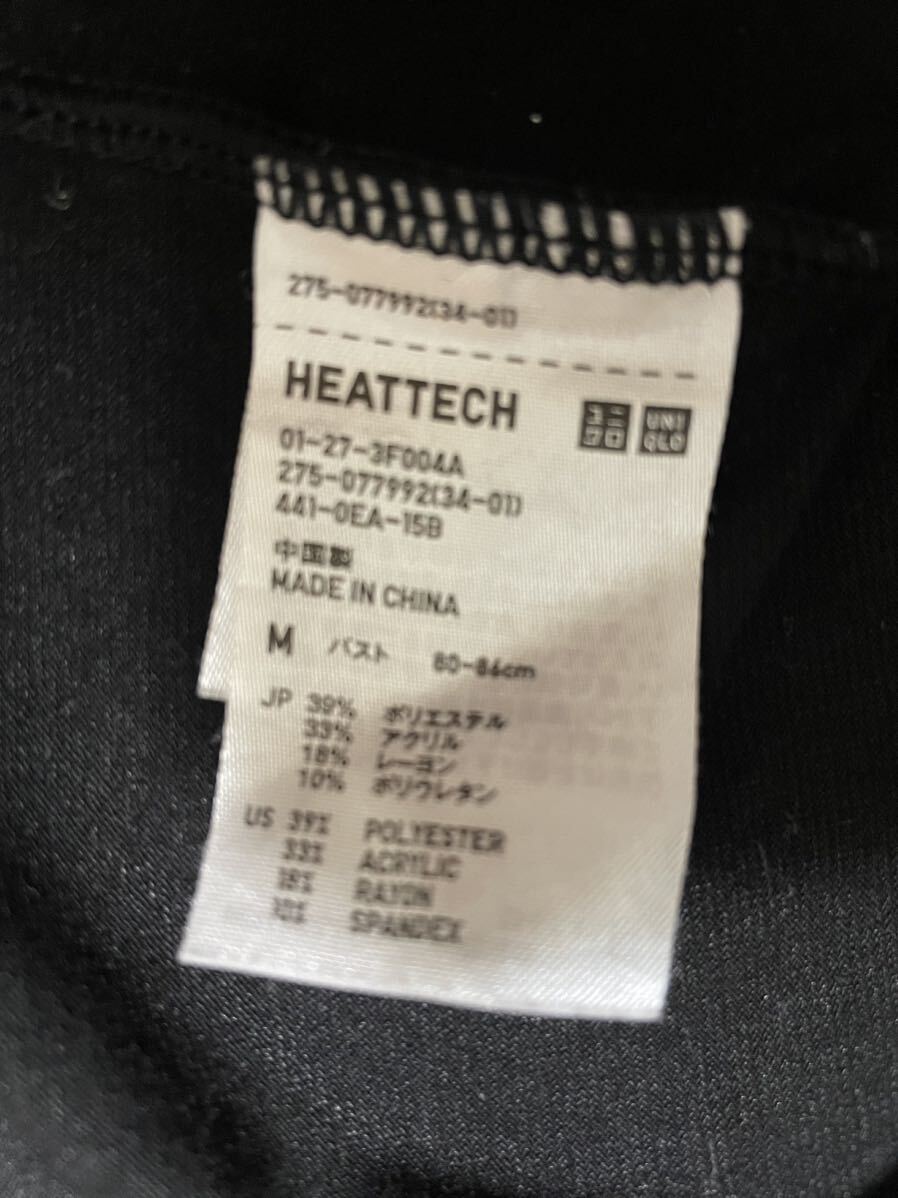 275-077992(34-01)
HEATTECH
ユニクロ UNIQLO
01-27-3F004A
275-077992(34-01)
441-0EA-15B
中国製
MADE IN CHINA
M バスト 80-86cm
JP 39% ポリエステル
33% アクリル
18% レーヨン
10% ポリウレタン
US 39% POLYESTER
33% ACRYLIC
18% RAYON
10% SPANDEX